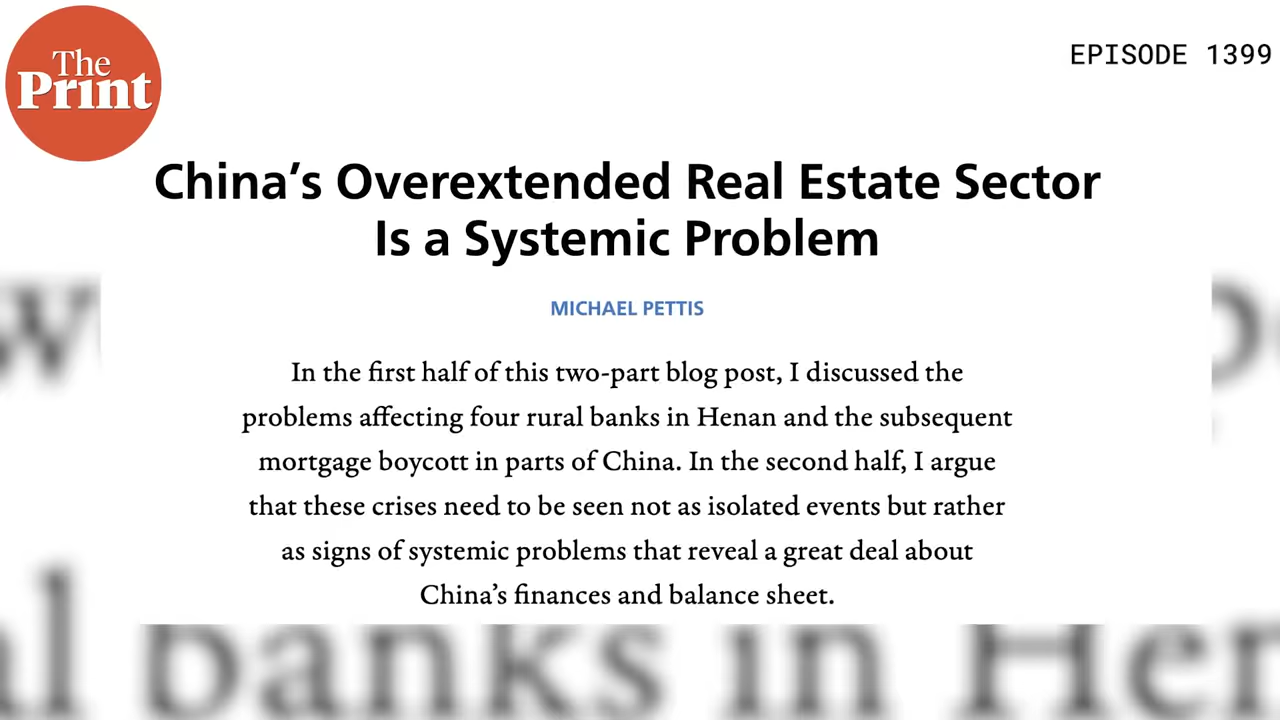 The
Print
EPISODE 1399
China's Overextended Real Estate Sector
Is a Systemic Problem
MICHAEL PETTIS
In the first half of this two-part blog post, I discussed the
problems affecting four rural banks in Henan and the subsequent
mortgage boycott in parts of China. In the second half, I argue
that these crises need to be seen not as isolated events but rather
as signs of systemic problems that reveal a great deal about
China's finances and balance sheet.
banks in